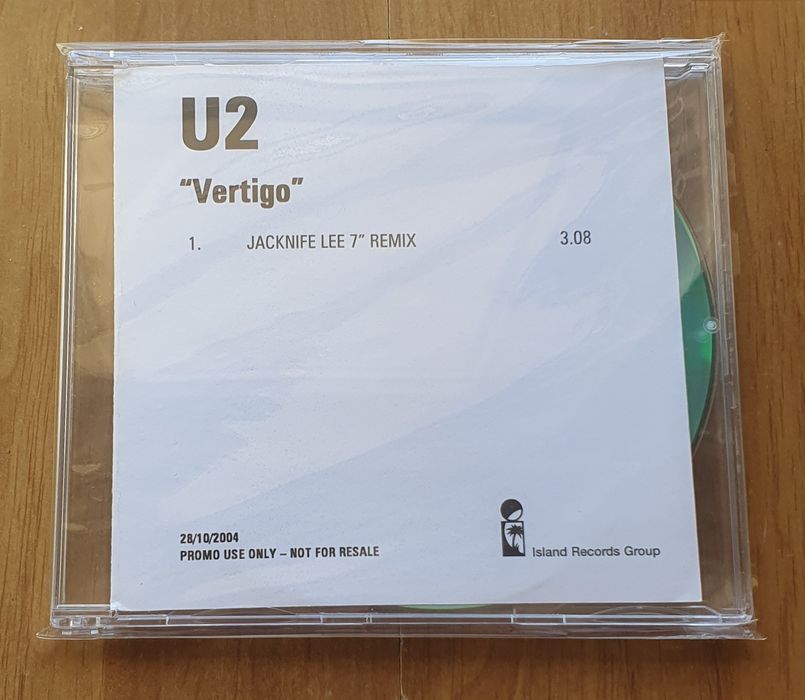 U2
“Vertigo”
1. JACKNIFE LEE 7” REMIX 3.08
28/10/2004
PROMO USE ONLY – NOT FOR RESALE
Island Records Group